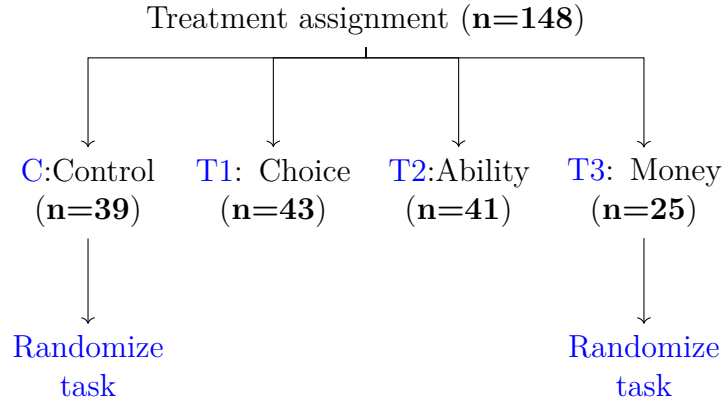 Treatment assignment (n=148)
C:Control
(n=39)
T1: Choice
(n=43)
T2:Ability
(n=41)
T3: Money
(n=25)
Randomize
task
Randomize
task